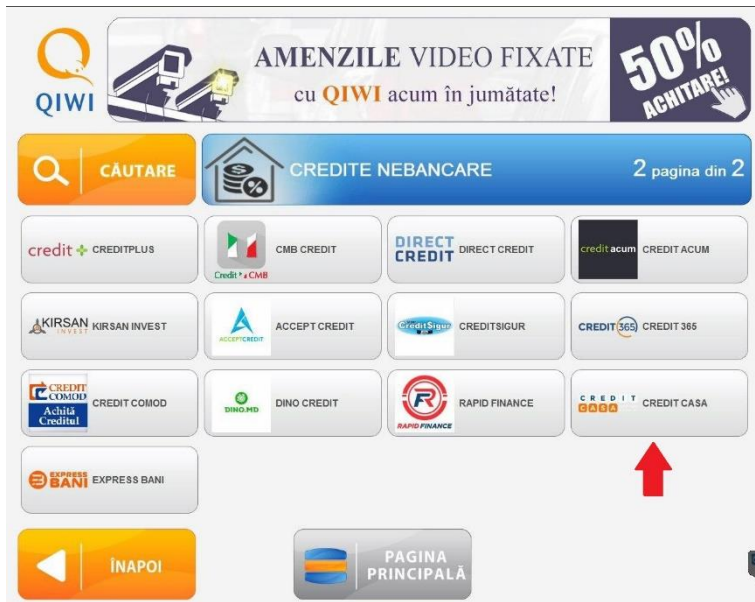 QIWI
AMENZILE VIDEO FIXATE
cu QIWI acum în jumătate!
50%
ACHITARE!
CĂUTARE
CREDITE NEBANCARE
2 pagina din 2
credit CREDITPLUS
Credit CMB
CMB CREDIT
DIRECT
CREDIT
DIRECT CREDIT
credit acum CREDIT ACUM
KIRSAN
INVEST
KIRSAN INVEST
ACCEPTCREDIT
ACCEPT CREDIT
CreditSigur
CREDITSIGUR
CREDIT 365 CREDIT 365
CREDIT
COMOD
Achită
Creditul
CREDIT COMOD
DINO.MD
DINO CREDIT
RAPID FINANCE
RAPID FINANCE
CREDIT
CASA
CREDIT CASA
EXPRESS
BANI
EXPRESS BANI
ÎNAPOI
PAGINA
PRINCIPALĂ